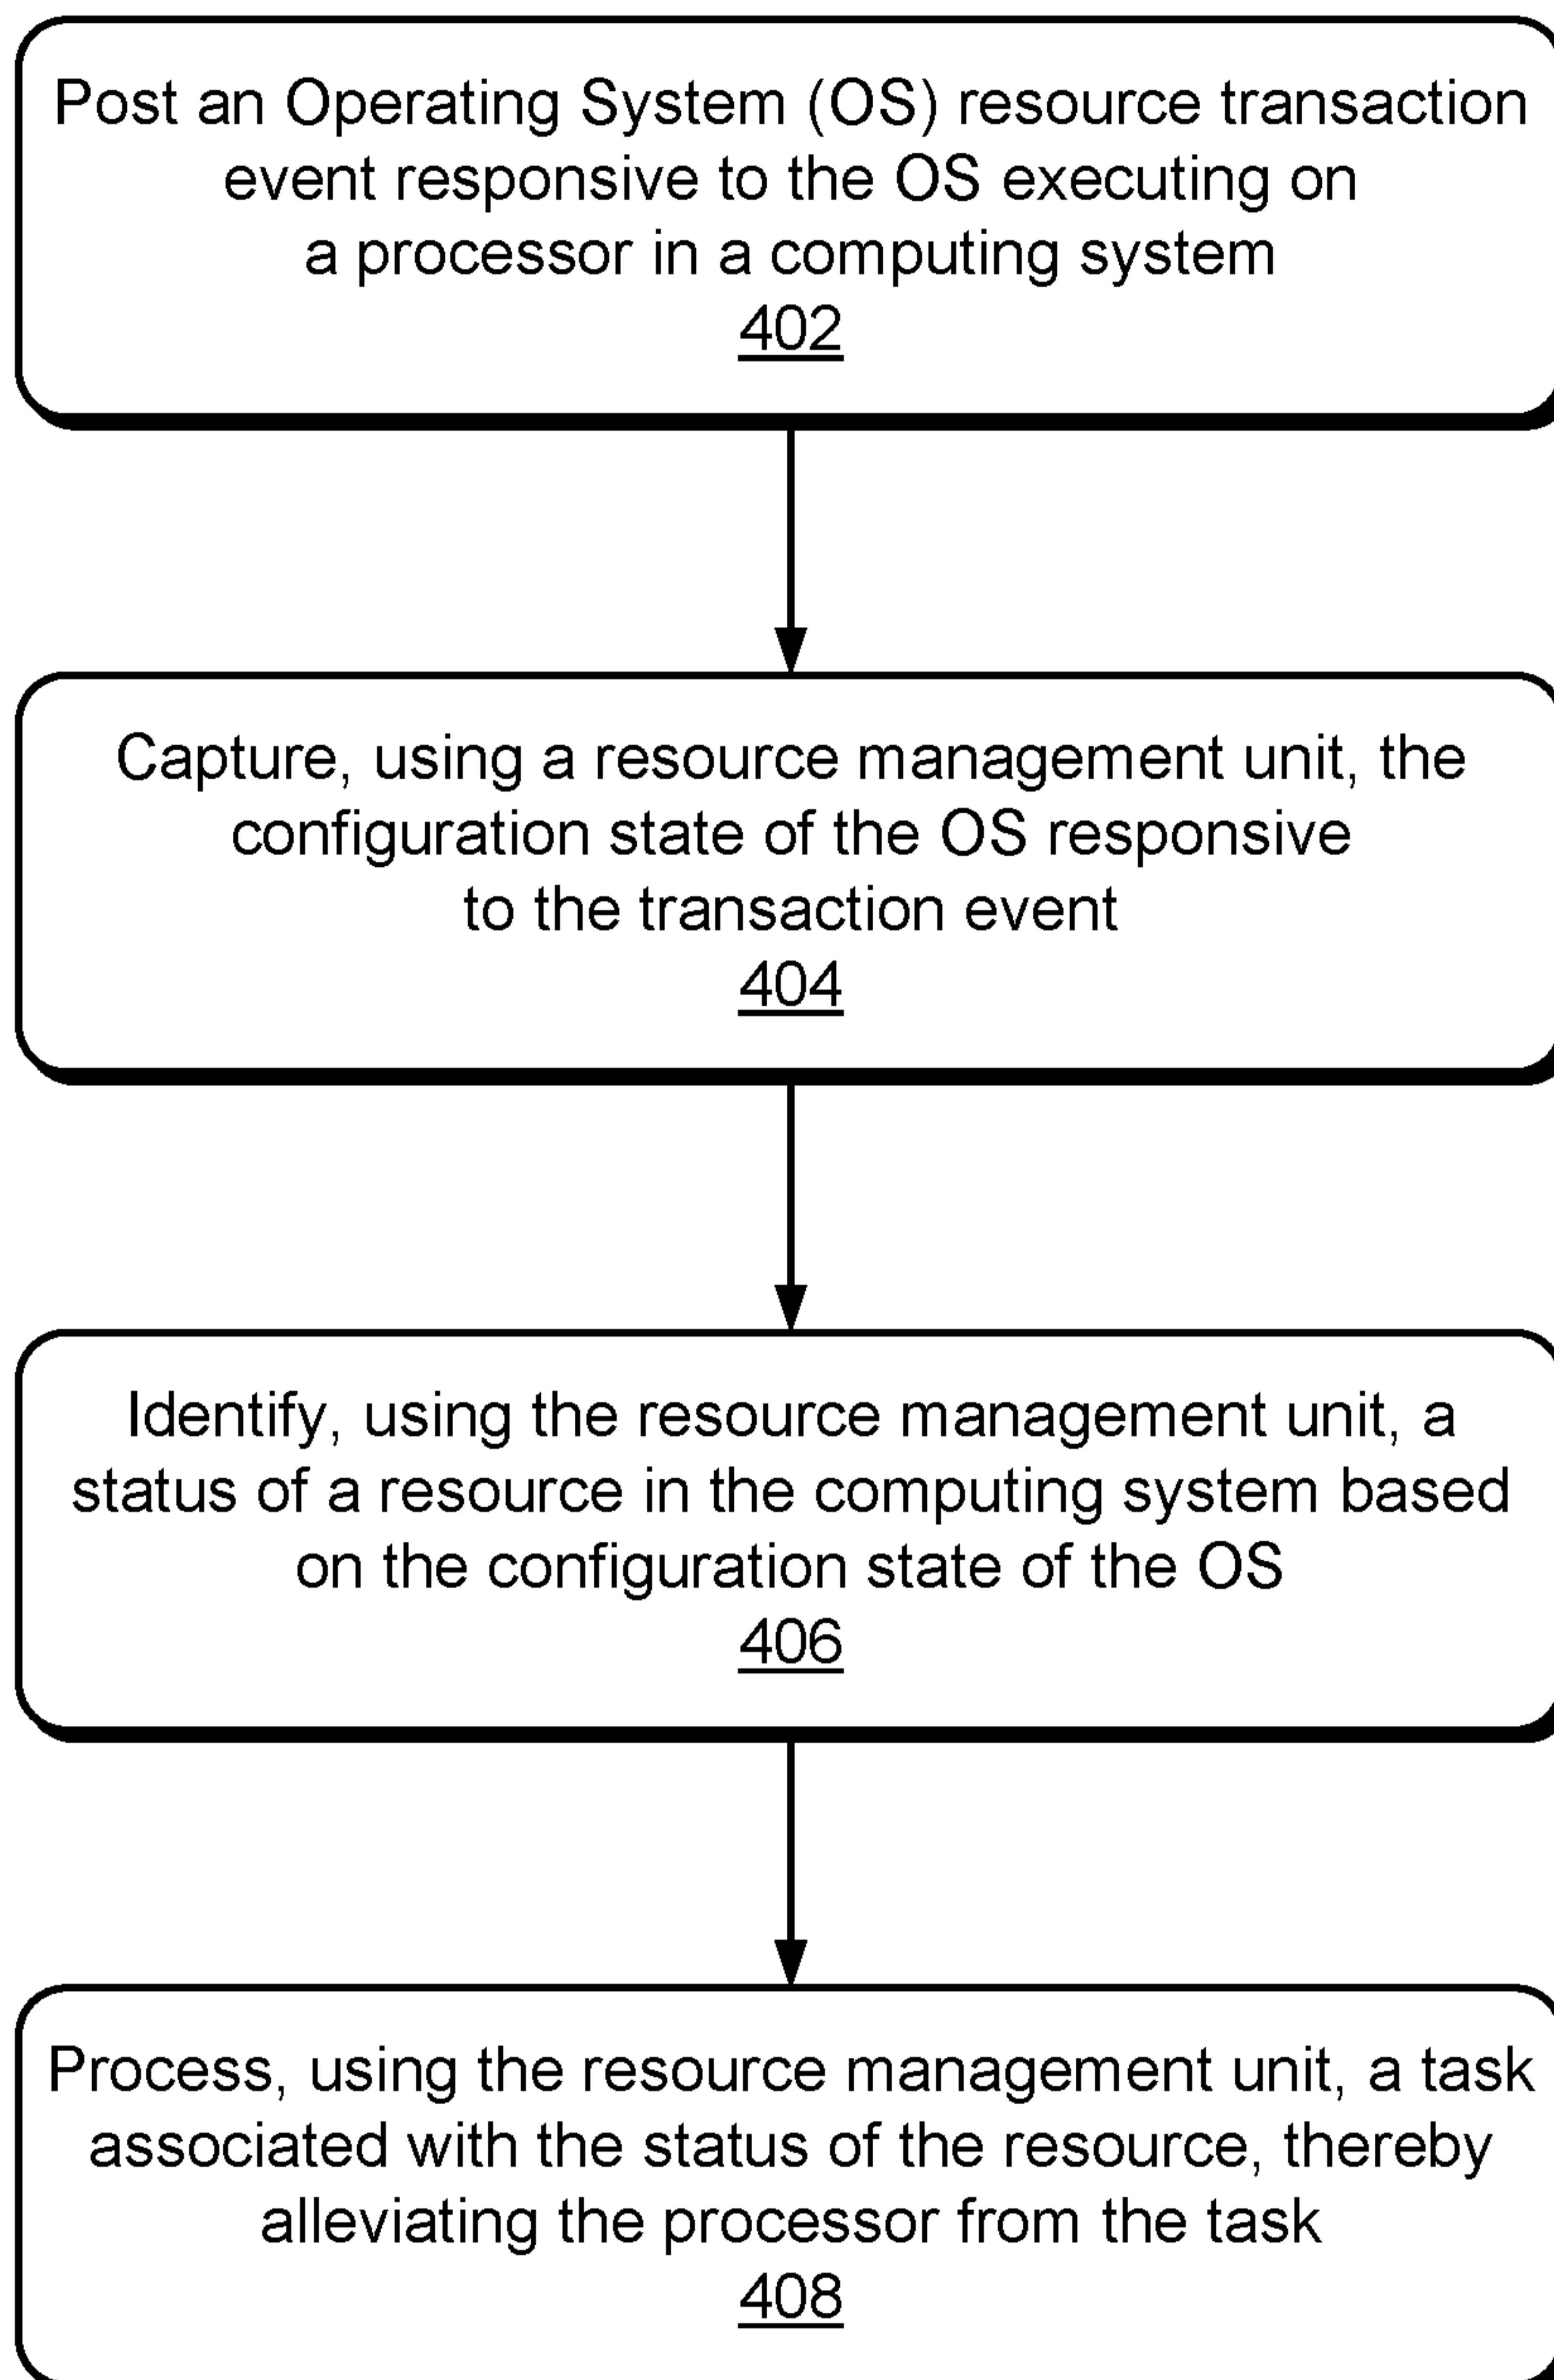 Post an Operating System (OS) resource transaction
event responsive to the OS executing on
a processor in a computing system
402
Capture, using a resource management unit, the
configuration state of the OS responsive
to the transaction event
404
Identify, using the resource management unit, a
status of a resource in the computing system based
on the configuration state of the OS
406
Process, using the resource management unit, a task
associated with the status of the resource, thereby
alleviating the processor from the task
408